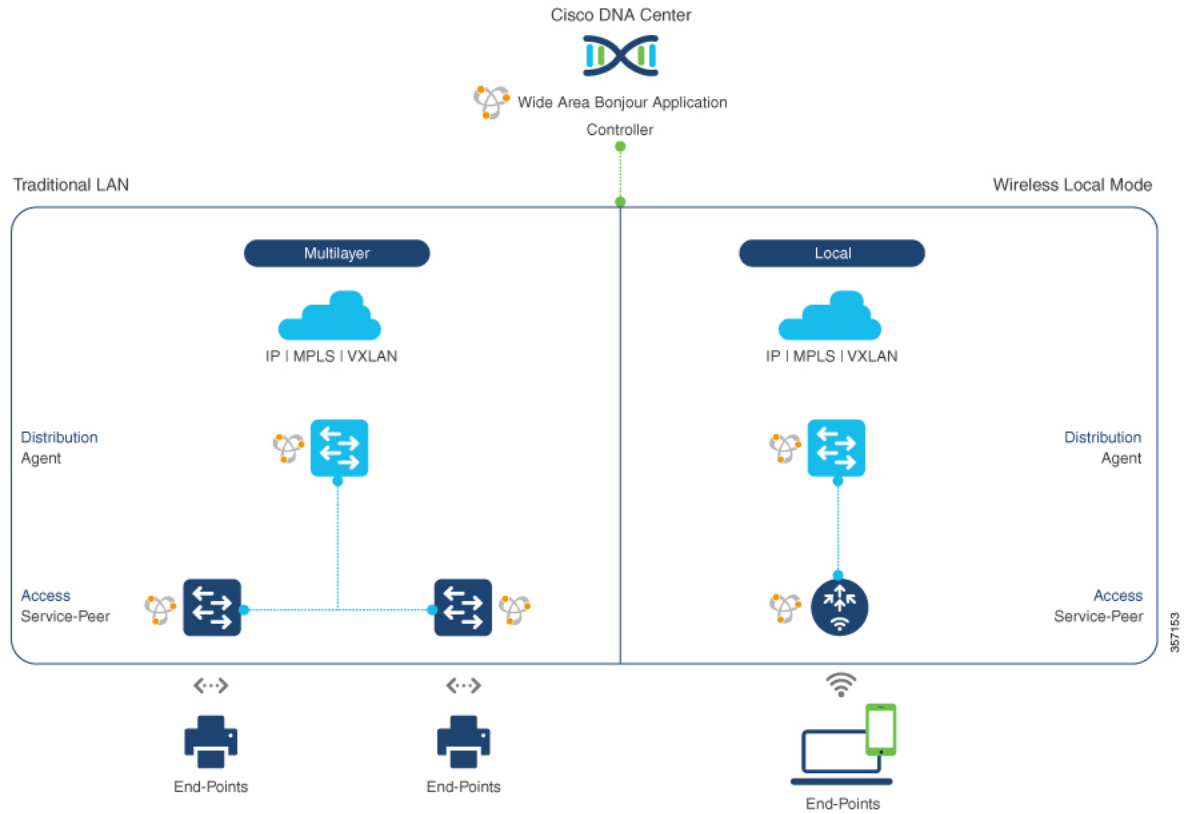 Cisco DNA Center
Wide Area Bonjour Application
Controller
Traditional LAN
Wireless Local Mode
Multilayer
Local
IP | MPLS | VXLAN
IP | MPLS | VXLAN
Distribution
Agent
Distribution
Agent
Access
Service-Peer
Access
Service-Peer
357153
End-Points
End-Points
End-Points